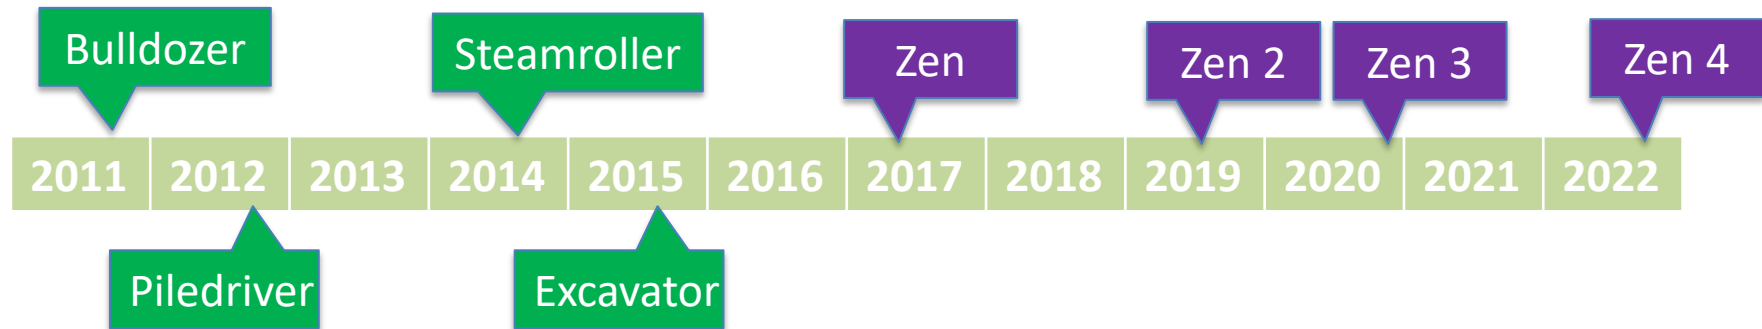 Bulldozer
Steamroller
Zen
Zen 2
Zen 3
Zen 4
2011 2012 2013 2014 2015 2016 2017 2018 2019 2020 2021 2022
Piledriver
Excavator